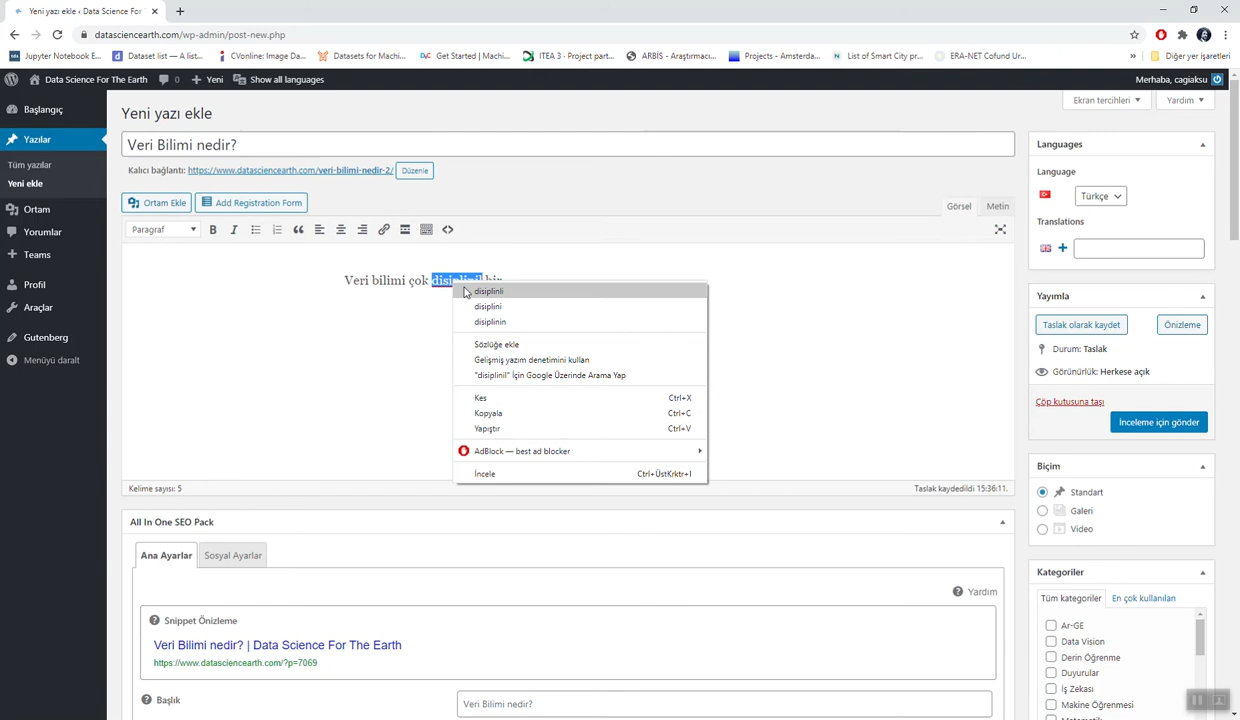 Yeni yazı ekle ‹ Data Science For
datascienceearth.com/wp-admin/post-new.php
Jupyter Notebook E...
Dataset list — A list...
CVonline: Image Da...
Datasets for Machi...
Get Started | Machi...
ITEA 3 · Project part...
ARBİS - Araştırmacı...
Projects - Amsterda...
List of Smart city pr...
ERA-NET Cofund Ur...
»
Diğer yer işaretleri
Data Science For The Earth
0
Yeni
Show all languages
Merhaba, cagiaksu
Başlangıç
Yazılar
Tüm yazılar
Yeni ekle
Ortam
Yorumlar
Teams
Profil
Araçlar
Gutenberg
Menüyü daralt
Ekran tercihleri
Yardım
Yeni yazı ekle
Veri Bilimi nedir?
Kalıcı bağlantı: https://www.datascienceearth.com/veri-bilimi-nedir-2/ Düzenle
Ortam Ekle
Add Registration Form
Görsel
Metin
Paragraf
B
I
Veri bilimi çok disiplinil bir
disiplinli
disiplini
disiplinin
Sözlüğe ekle
Gelişmiş yazım denetimini kullan
"disiplinil" İçin Google Üzerinde Arama Yap
Kes Ctrl+X
Kopyala Ctrl+C
Yapıştır Ctrl+V
AdBlock — best ad blocker
İncele Ctrl+ÜstKrktr+I
Kelime sayısı: 5
Taslak kaydedildi 15:36:11.
All In One SEO Pack
Ana Ayarlar
Sosyal Ayarlar
Yardım
Snippet Önizleme
Veri Bilimi nedir? | Data Science For The Earth
https://www.datascienceearth.com/?p=7069
Başlık
Veri Bilimi nedir?
Languages
Language
Türkçe
Translations
Yayımla
Taslak olarak kaydet
Önizleme
Durum: Taslak
Görünürlük: Herkese açık
Çöp kutusuna taşı
İnceleme için gönder
Biçim
Standart
Galeri
Video
Kategoriler
Tüm kategoriler
En çok kullanılan
Ar-GE
Data Vision
Derin Öğrenme
Duyurular
İş Zekası
Makine Öğrenmesi